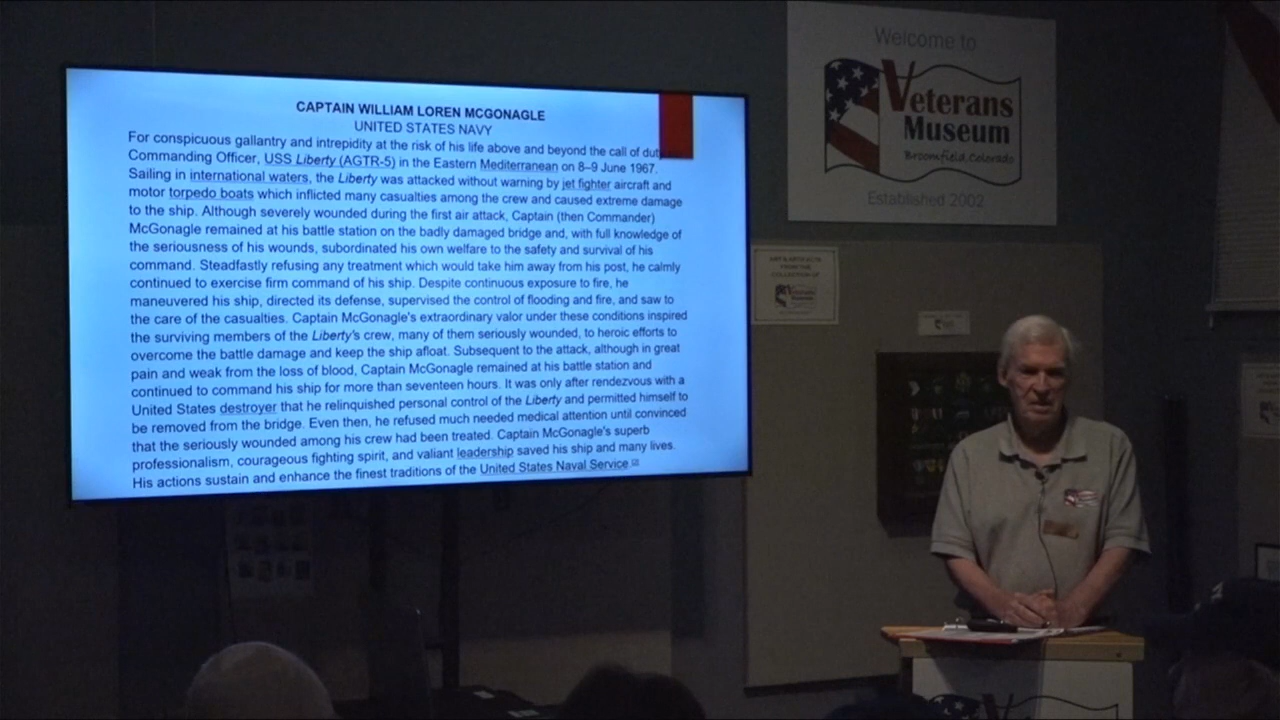 CAPTAIN WILLIAM LOREN MCGONAGLE
UNITED STATES NAVY
For conspicuous gallantry and intrepidity at the risk of his life above and beyond the call of duty
Commanding Officer, USS Liberty (AGTR-5) in the Eastern Mediterranean on 8–9 June 1967.
Sailing in international waters, the Liberty was attacked without warning by jet fighter aircraft and
motor torpedo boats which inflicted many casualties among the crew and caused extreme damage
to the ship. Although severely wounded during the first air attack, Captain (then Commander)
McGonagle remained at his battle station on the badly damaged bridge and, with full knowledge of
the seriousness of his wounds, subordinated his own welfare to the safety and survival of his
command. Steadfastly refusing any treatment which would take him away from his post, he calmly
continued to exercise firm command of his ship. Despite continuous exposure to fire, he
maneuvered his ship, directed its defense, supervised the control of flooding and fire, and saw to
the care of the casualties. Captain McGonagle's extraordinary valor under these conditions inspired
the surviving members of the Liberty's crew, many of them seriously wounded, to heroic efforts to
overcome the battle damage and keep the ship afloat. Subsequent to the attack, although in great
pain and weak from the loss of blood, Captain McGonagle remained at his battle station and
continued to command his ship for more than seventeen hours. It was only after rendezvous with a
United States destroyer that he relinquished personal control of the Liberty and permitted himself to
be removed from the bridge. Even then, he refused much needed medical attention until convinced
that the seriously wounded among his crew had been treated. Captain McGonagle's superb
professionalism, courageous fighting spirit, and valiant leadership saved his ship and many lives.
His actions sustain and enhance the finest traditions of the United States Naval Service.
Welcome to
Veterans
Museum
Broomfield, Colorado
Established 2002
FROM THE
COLLECTION OF
Veterans